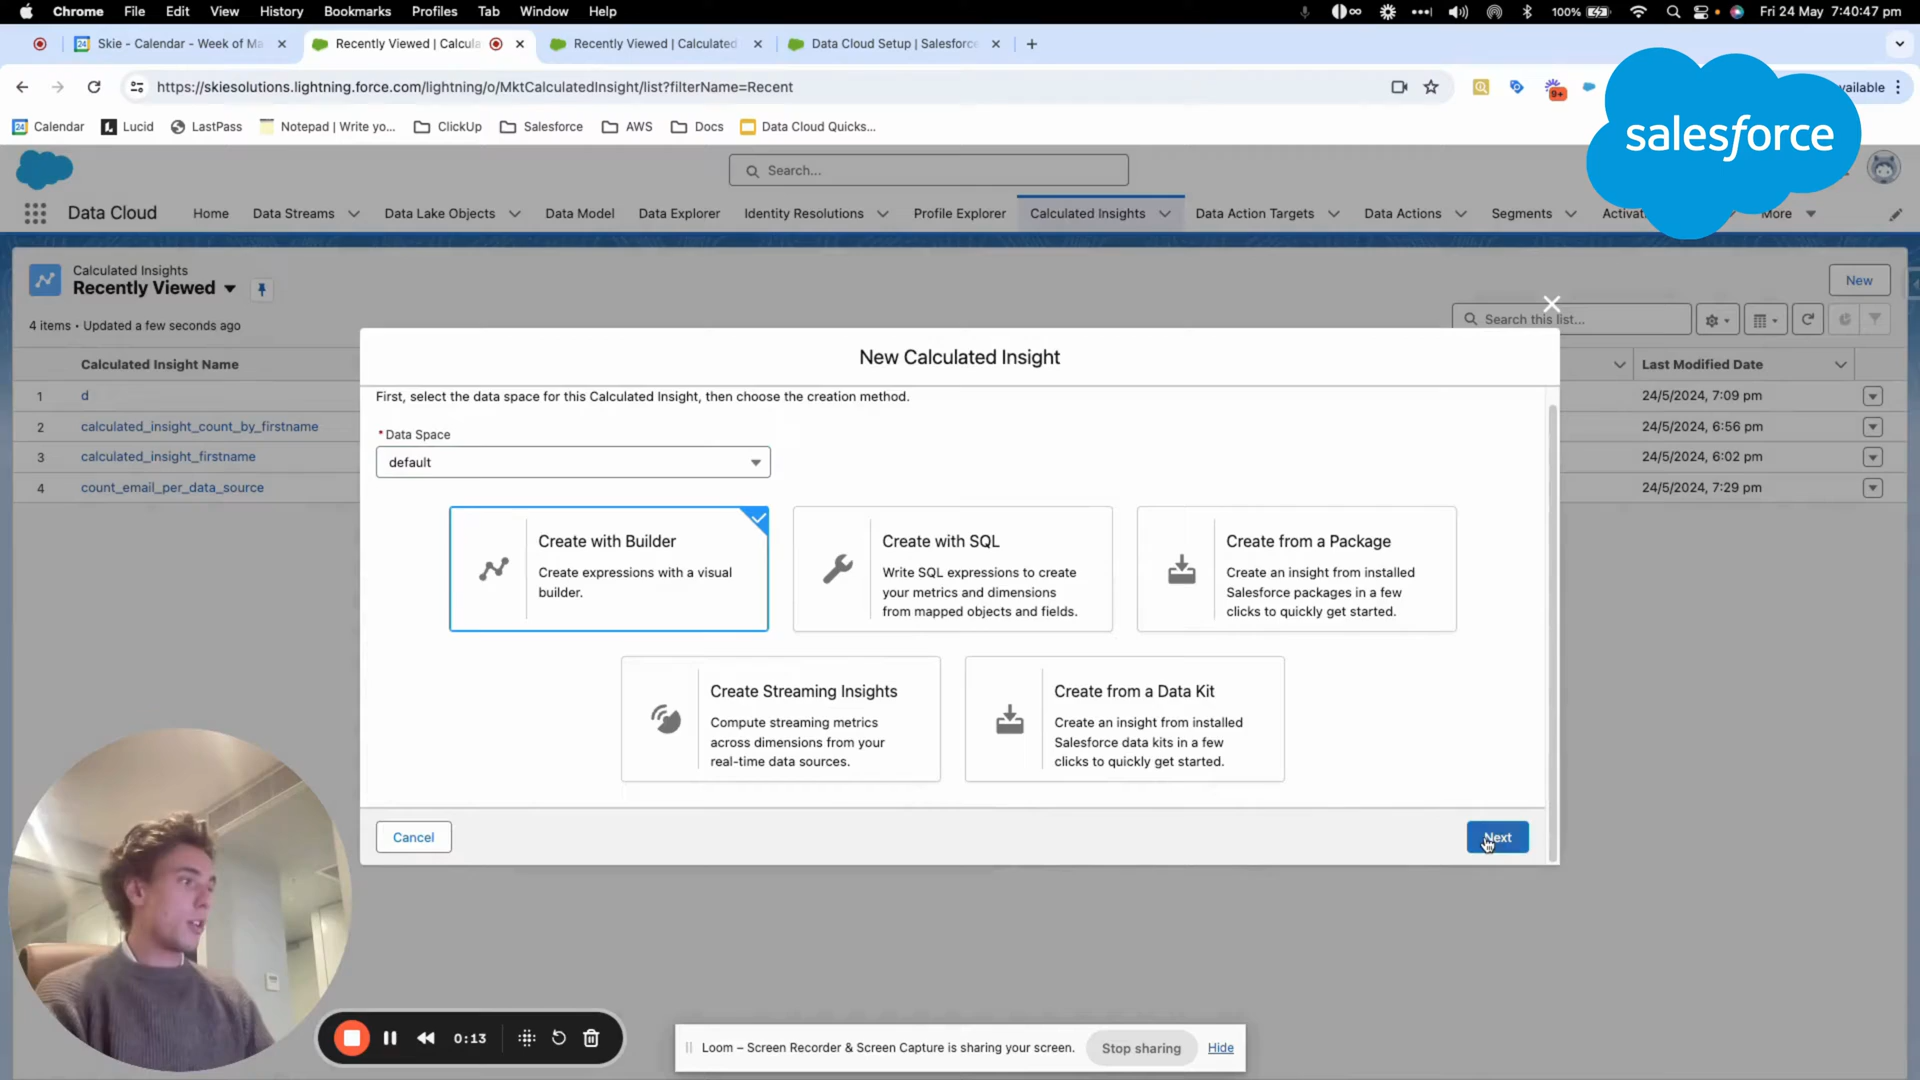 Chrome File Edit View History Bookmarks Profiles Tab Window Help 100% Fri 24 May 7:40:47 pm
Skie - Calendar - Week of Ma Recently Viewed | Calcula Recently Viewed | Calculated Data Cloud Setup | Salesforce
https://skiesolutions.lightning.force.com/lightning/o/MktCalculatedInsight/list?filterName=Recent 9+ vailable
Calendar Lucid LastPass Notepad | Write yo... ClickUp Salesforce AWS Docs Data Cloud Quicks...
salesforce
Search...
Data Cloud Home Data Streams Data Lake Objects Data Model Data Explorer Identity Resolutions Profile Explorer Calculated Insights Data Action Targets Data Actions Segments Activat More
Calculated Insights
Recently Viewed
New
4 items • Updated a few seconds ago
Search this list...
Calculated Insight Name Last Modified Date
1 d 24/5/2024, 7:09 pm
2 calculated_insight_count_by_firstname 24/5/2024, 6:56 pm
3 calculated_insight_firstname 24/5/2024, 6:02 pm
4 count_email_per_data_source 24/5/2024, 7:29 pm
New Calculated Insight
First, select the data space for this Calculated Insight, then choose the creation method.
* Data Space
default
Create with Builder
Create expressions with a visual
builder.
Create with SQL
Write SQL expressions to create
your metrics and dimensions
from mapped objects and fields.
Create from a Package
Create an insight from installed
Salesforce packages in a few
clicks to quickly get started.
Create Streaming Insights
Compute streaming metrics
across dimensions from your
real-time data sources.
Create from a Data Kit
Create an insight from installed
Salesforce data kits in a few
clicks to quickly get started.
Cancel Next
0:13
Loom – Screen Recorder & Screen Capture is sharing your screen. Stop sharing Hide